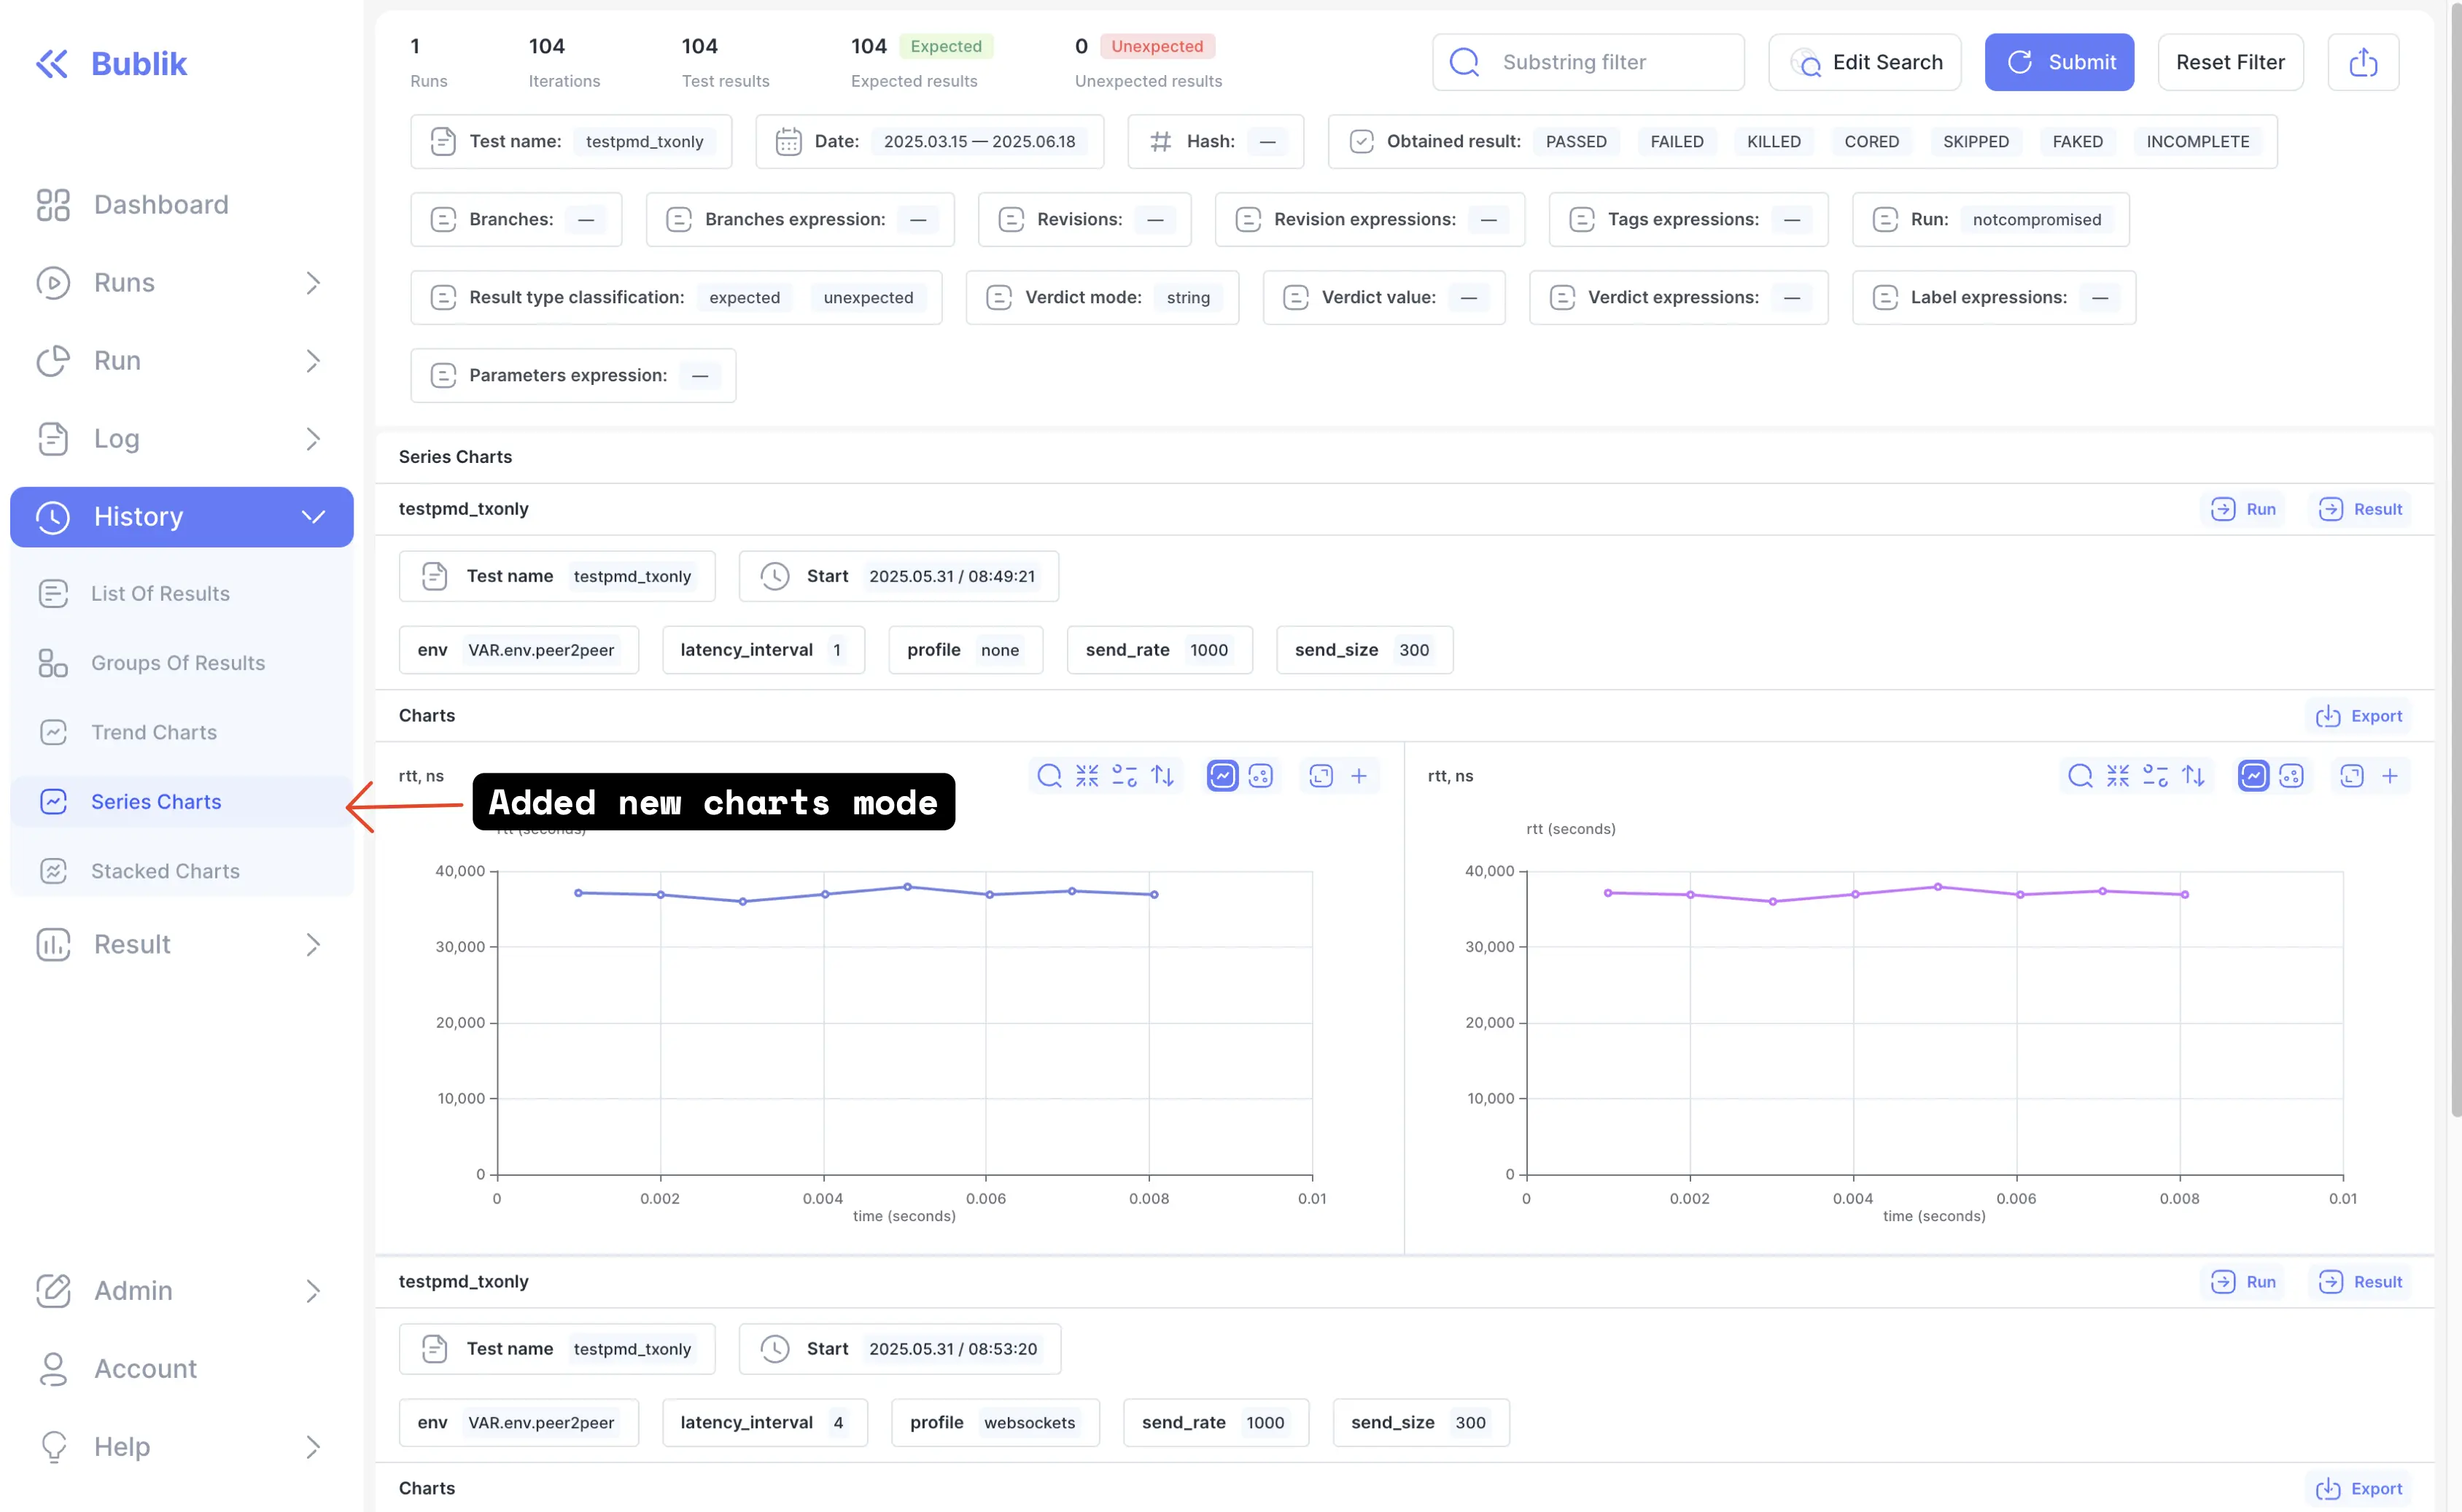 Bublik
Dashboard
Runs
Run
Log
History
List Of Results
Groups Of Results
Trend Charts
Series Charts
Stacked Charts
Result
Admin
Account
Help
1 104 104 104 Expected 0 Unexpected
Runs Iterations Test results Expected results Unexpected results
Substring filter Edit Search Submit Reset Filter
Test name: testpmd_txonly Date: 2025.03.15 — 2025.06.18 # Hash: — Obtained result: PASSED FAILED KILLED CORED SKIPPED FAKED INCOMPLETE
Branches: — Branches expression: — Revisions: — Revision expressions: — Tags expressions: — Run: notcompromised
Result type classification: expected unexpected Verdict mode: string Verdict value: — Verdict expressions: — Label expressions: —
Parameters expression: —
Series Charts
testpmd_txonly Run Result
Test name testpmd_txonly Start 2025.05.31 / 08:49:21
env VAR.env.peer2peer latency_interval 1 profile none send_rate 1000 send_size 300
Charts Export
rtt, ns
Added new charts mode
rtt (seconds)
40,000
30,000
20,000
10,000
0
0 0.002 0.004 0.006 0.008 0.01
time (seconds)
rtt, ns
rtt (seconds)
40,000
30,000
20,000
10,000
0
0 0.002 0.004 0.006 0.008 0.01
time (seconds)
testpmd_txonly Run Result
Test name testpmd_txonly Start 2025.05.31 / 08:53:20
env VAR.env.peer2peer latency_interval 4 profile websockets send_rate 1000 send_size 300
Charts Export